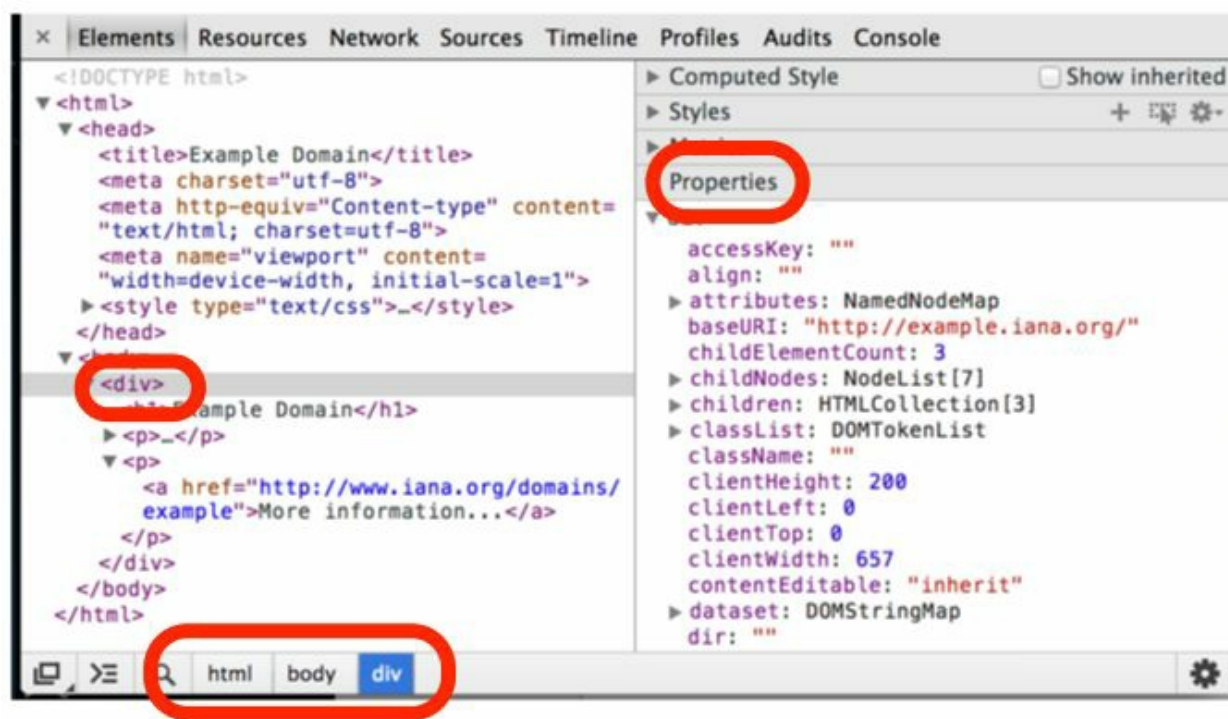 × Elements Resources Network Sources Timeline Profiles Audits Console
<!DOCTYPE html>
▼<html>
▼<head>
<title>Example Domain</title>
<meta charset="utf-8">
<meta http-equiv="Content-type" content=
"text/html; charset=utf-8">
<meta name="viewport" content=
"width=device-width, initial-scale=1">
▶<style type="text/css">…</style>
</head>
▼
<div>
Example Domain</h1>
▶<p>…</p>
▼<p>
<a href="http://www.iana.org/domains/
example">More information...</a>
</p>
</div>
</body>
</html>
html body div
▶ Computed Style Show inherited
▶ Styles
Properties
accessKey: ""
align: ""
▶ attributes: NamedNodeMap
baseURI: "http://example.iana.org/"
childElementCount: 3
▶ childNodes: NodeList[7]
▶ children: HTMLCollection[3]
▶ classList: DOMTokenList
className: ""
clientHeight: 200
clientLeft: 0
clientTop: 0
clientWidth: 657
contentEditable: "inherit"
▶ dataset: DOMStringMap
dir: ""